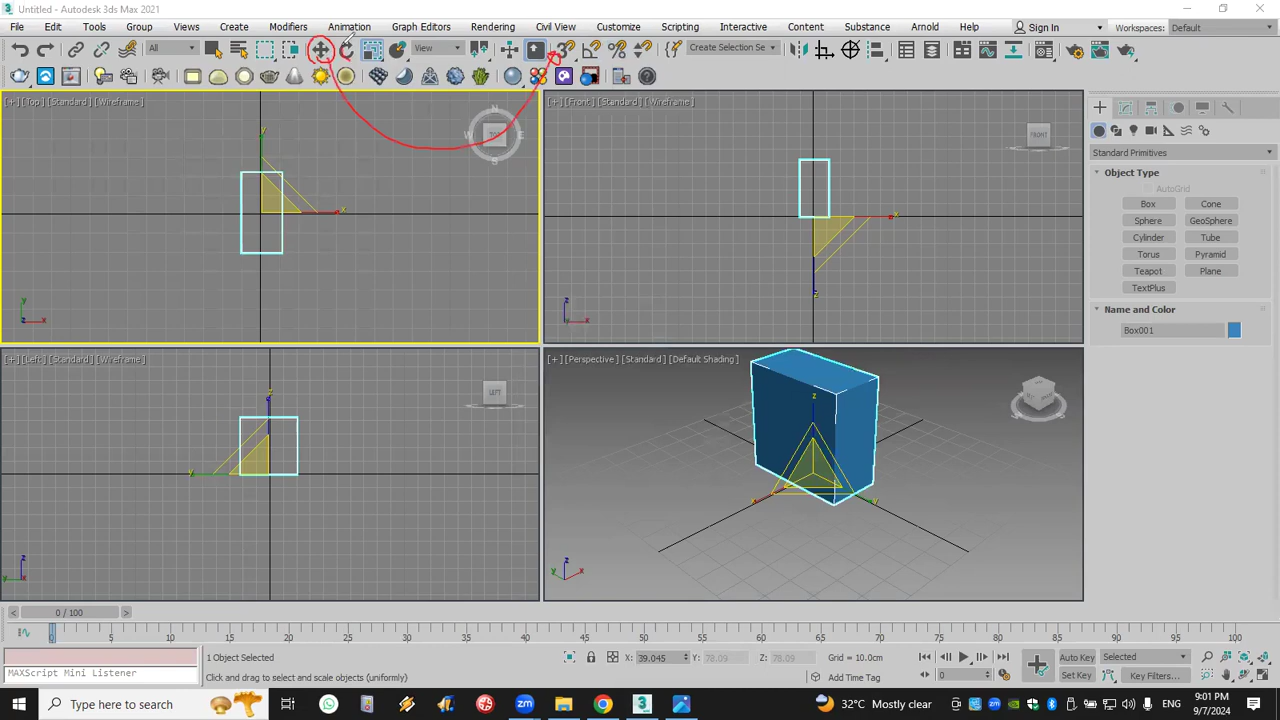 Untitled - Autodesk 3ds Max 2021
File Edit Tools Group Views Create Modifiers Animation Graph Editors Rendering Civil View Customize Scripting Interactive Content Substance Arnold Help Sign In Workspaces: Default
All View 3 Create Selection Se
[+] [Top] [Standard] [Wireframe]
[+] [Front] [Standard] [Wireframe]
N
W TOP E
S
y
x
y
x
FRONT
x
z
z
x
Standard Primitives
Object Type
AutoGrid
Box Cone
Sphere GeoSphere
Cylinder Tube
Torus Pyramid
Teapot Plane
TextPlus
Name and Color
Box001
[+] [Left] [Standard] [Wireframe]
[+] [Perspective] [Standard] [Default Shading]
LEFT
z
y
z
y x
z
x y
z
y x
< 0 / 100 >
0 5 10 15 20 25 30 35 40 45 50 55 60 65 70 75 80 85 90 95 100
1 Object Selected X: 39.045 Y: 78.09 Z: 78.09 Grid = 10.0cm Auto Key Selected
MAXScript Mini Listener Click and drag to select and scale objects (uniformly) Add Time Tag 0 Set Key Key Filters...
Type here to search zm 32°C Mostly clear zm ENG 9:01 PM
9/7/2024